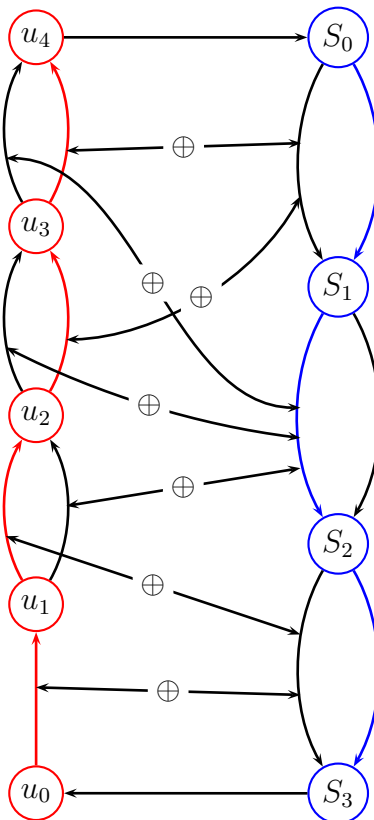 u₄ S₀
⊕
u₃
⊕ ⊕ S₁
⊕
u₂
⊕
S₂
⊕
u₁
⊕
u₀ S₃